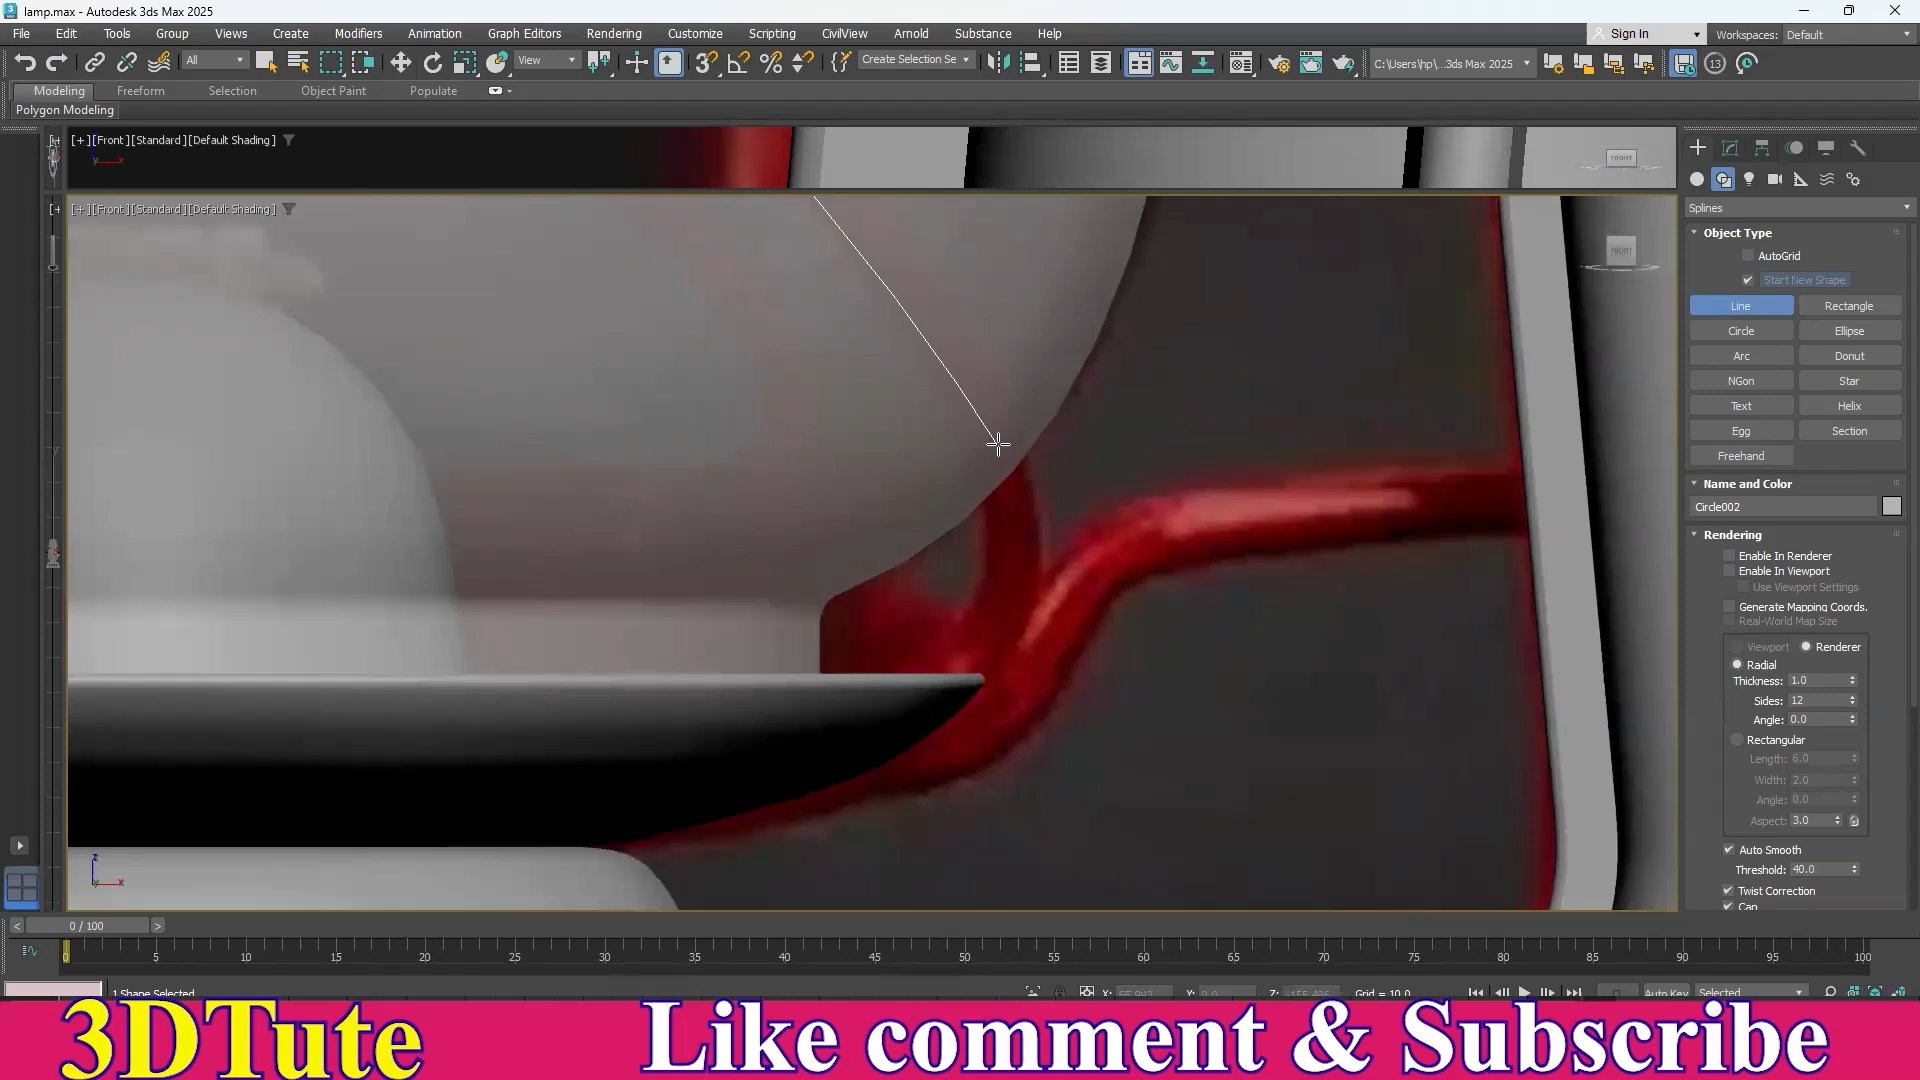 lamp.max - Autodesk 3ds Max 2025
File Edit Tools Group Views Create Modifiers Animation Graph Editors Rendering Customize Scripting CivilView Arnold Substance Help
Sign In Workspaces: Default
All View Create Selection Se C:\Users\hp\...3ds Max 2025 13
Modeling Freeform Selection Object Paint Populate
Polygon Modeling
[+][Front][Standard][Default Shading]
FRONT
[+][Front][Standard][Default Shading]
FRONT
Splines
Object Type
AutoGrid
Start New Shape
Line Rectangle
Circle Ellipse
Arc Donut
NGon Star
Text Helix
Egg Section
Freehand
Name and Color
Circle002
Rendering
Enable In Renderer
Enable In Viewport
Use Viewport Settings
Generate Mapping Coords.
Real-World Map Size
Viewport Renderer
Radial
Thickness: 1.0
Sides: 12
Angle: 0.0
Rectangular
Length: 6.0
Width: 2.0
Angle: 0.0
Aspect: 3.0
Auto Smooth
Threshold: 40.0
Twist Correction
Cap
z
y x
< 0 / 100 >
0 5 10 15 20 25 30 35 40 45 50 55 60 65 70 75 80 85 90 95 100
1 Shape Selected X: Y: 0.0 Z: Grid = 10.0 Auto Key Selected
3DTute Like comment & Subscribe